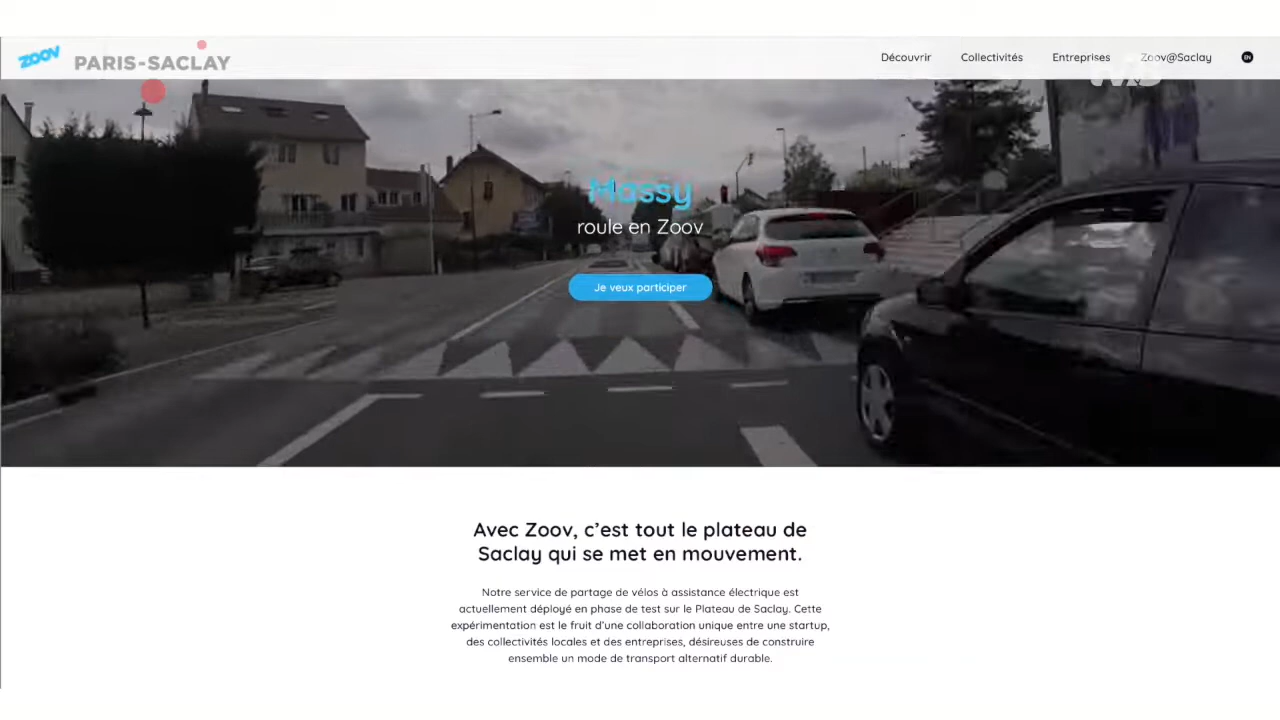 ZOOV
PARIS-SACLAY
Découvrir
Collectivités
Entreprises
Zoov@Saclay
EN
Massy
roule en Zoov
Je veux participer
Avec Zoov, c’est tout le plateau de
Saclay qui se met en mouvement.
Notre service de partage de vélos à assistance électrique est
actuellement déployé en phase de test sur le Plateau de Saclay. Cette
expérimentation est le fruit d’une collaboration unique entre une startup,
des collectivités locales et des entreprises, désireuses de construire
ensemble un mode de transport alternatif durable.